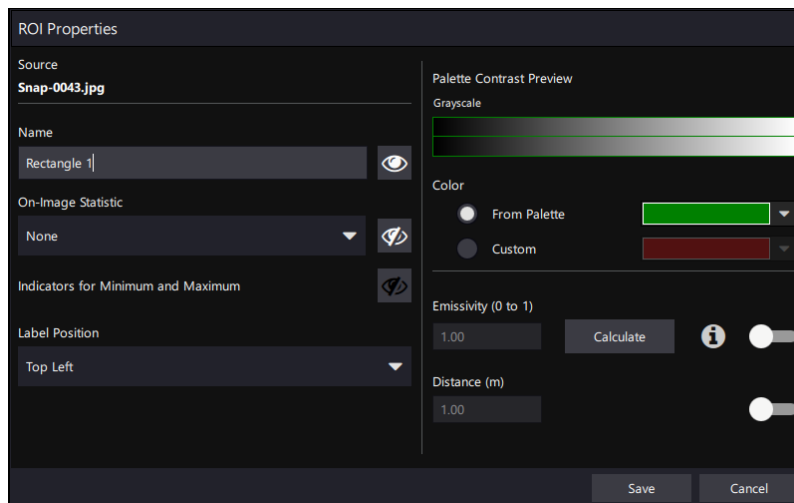 ROI Properties
Source
Snap-0043.jpg
Name
Rectangle 1
On-Image Statistic
None
Indicators for Minimum and Maximum
Label Position
Top Left
Palette Contrast Preview
Grayscale
Color
From Palette
Custom
Emissivity (0 to 1)
1.00
Calculate
Distance (m)
1.00
Save
Cancel